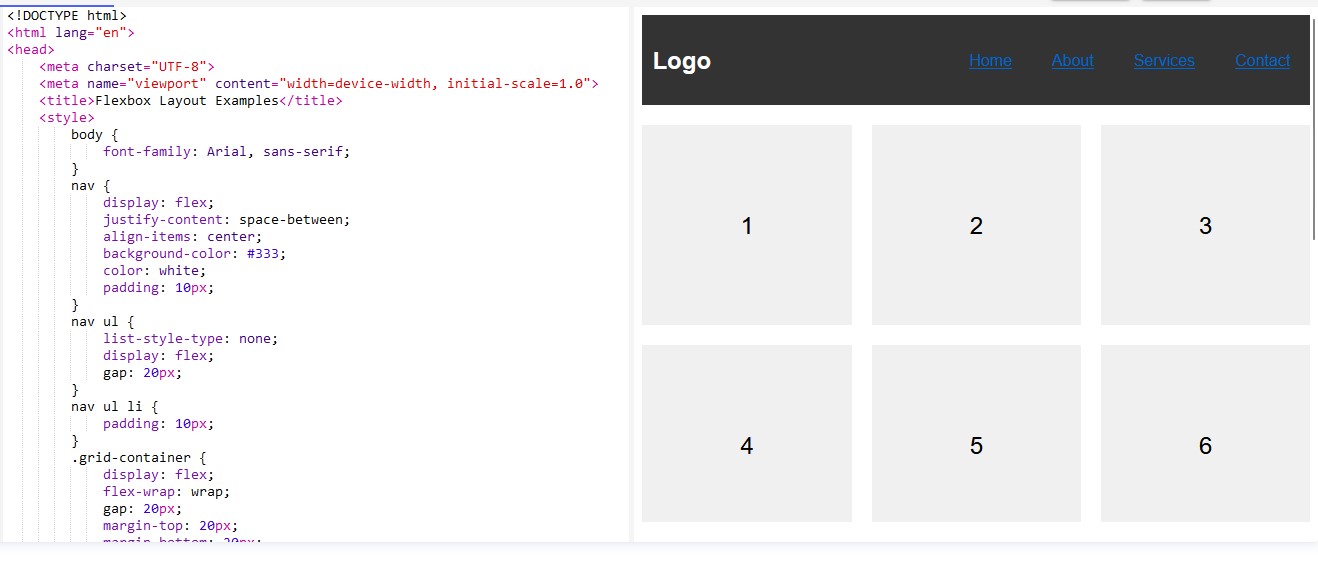 <!DOCTYPE html>
<html lang="en">
<head>
    <meta charset="UTF-8">
    <meta name="viewport" content="width=device-width, initial-scale=1.0">
    <title>Flexbox Layout Examples</title>
    <style>
        body {
            font-family: Arial, sans-serif;
        }
        nav {
            display: flex;
            justify-content: space-between;
            align-items: center;
            background-color: #333;
            color: white;
            padding: 10px;
        }
        nav ul {
            list-style-type: none;
            display: flex;
            gap: 20px;
        }
        nav ul li {
            padding: 10px;
        }
        .grid-container {
            display: flex;
            flex-wrap: wrap;
            gap: 20px;
            margin-top: 20px;
            margin-bottom: 20px;
Logo Home About Services Contact
1 2 3
4 5 6